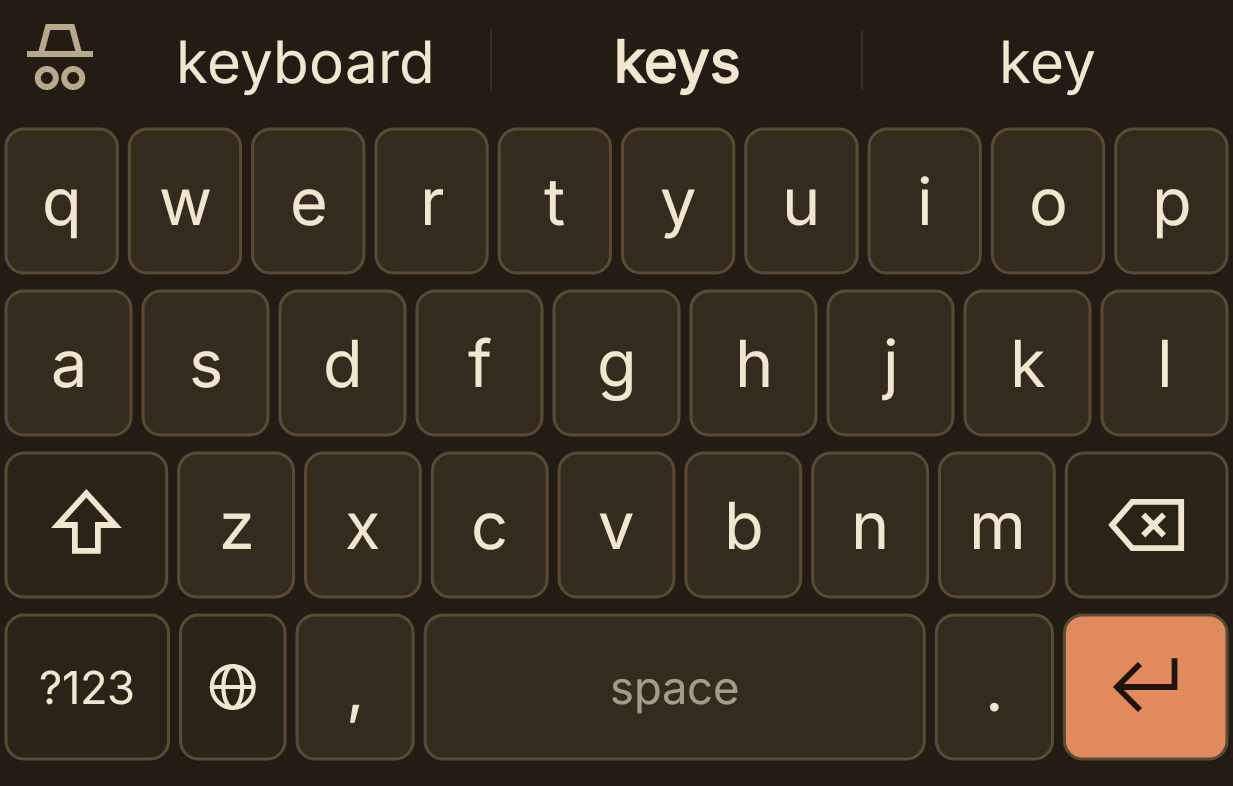 keyboard keys key
q w e r t y u i o p
a s d f g h j k l
z x c v b n m
?123 , space .